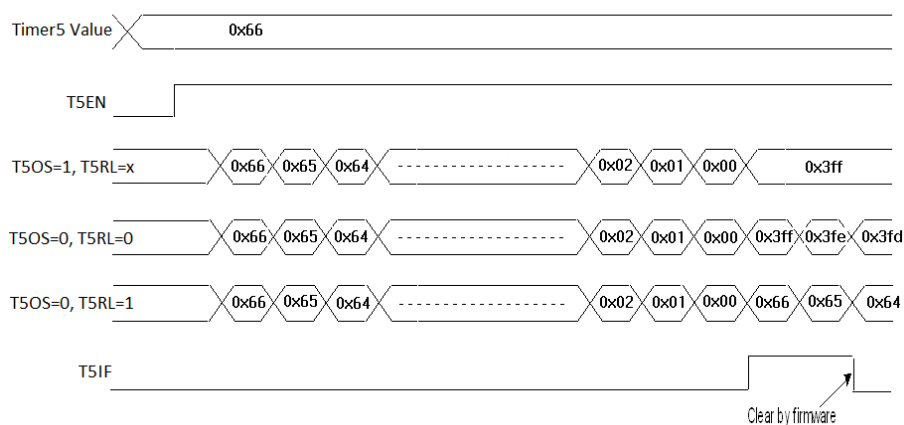 Timer5 Value 0x66
T5EN
T5OS=1, T5RL=x 0x66 0x65 0x64 0x02 0x01 0x00 0x3ff
T5OS=0, T5RL=0 0x66 0x65 0x64 0x02 0x01 0x00 0x3ff 0x3fe 0x3fd
T5OS=0, T5RL=1 0x66 0x65 0x64 0x02 0x01 0x00 0x66 0x65 0x64
T5IF
Clear by firmware